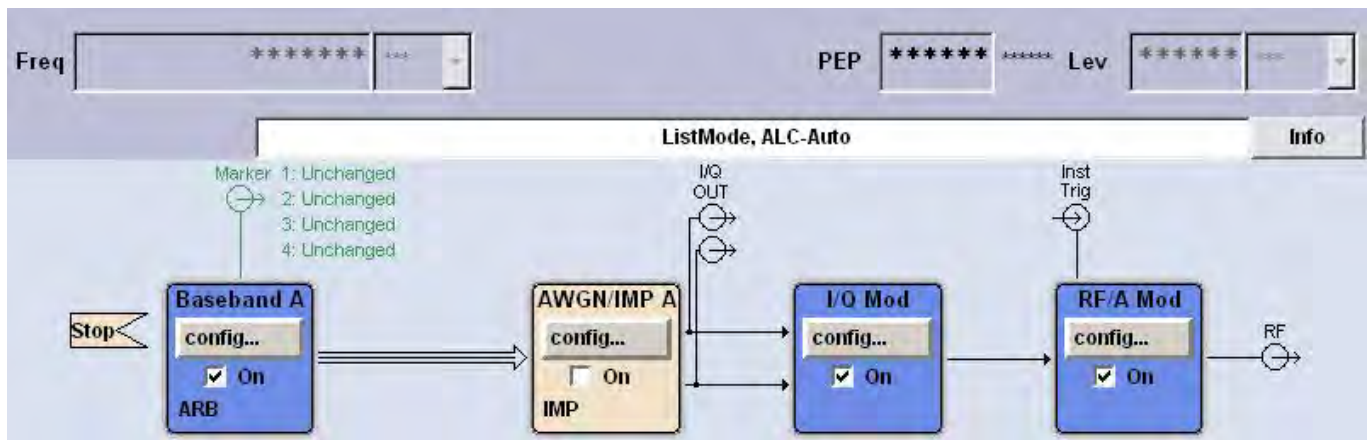 Freq ******* *** PEP ****** ***** Lev ****** ***
ListMode, ALC-Auto Info
Marker 1: Unchanged
2: Unchanged
3: Unchanged
4: Unchanged
I/Q
OUT
Inst
Trig
Stop
Baseband A
config...
On
ARB
AWGN/IMP A
config...
On
IMP
I/Q Mod
config...
On
RF/A Mod
config...
On
RF